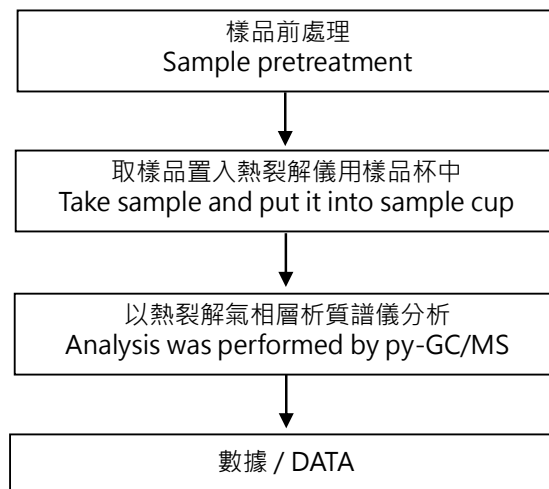 樣品前處理
Sample pretreatment
取樣品置入熱裂解儀用樣品杯中
Take sample and put it into sample cup
以熱裂解氣相層析質譜儀分析
Analysis was performed by py-GC/MS
數據 / DATA